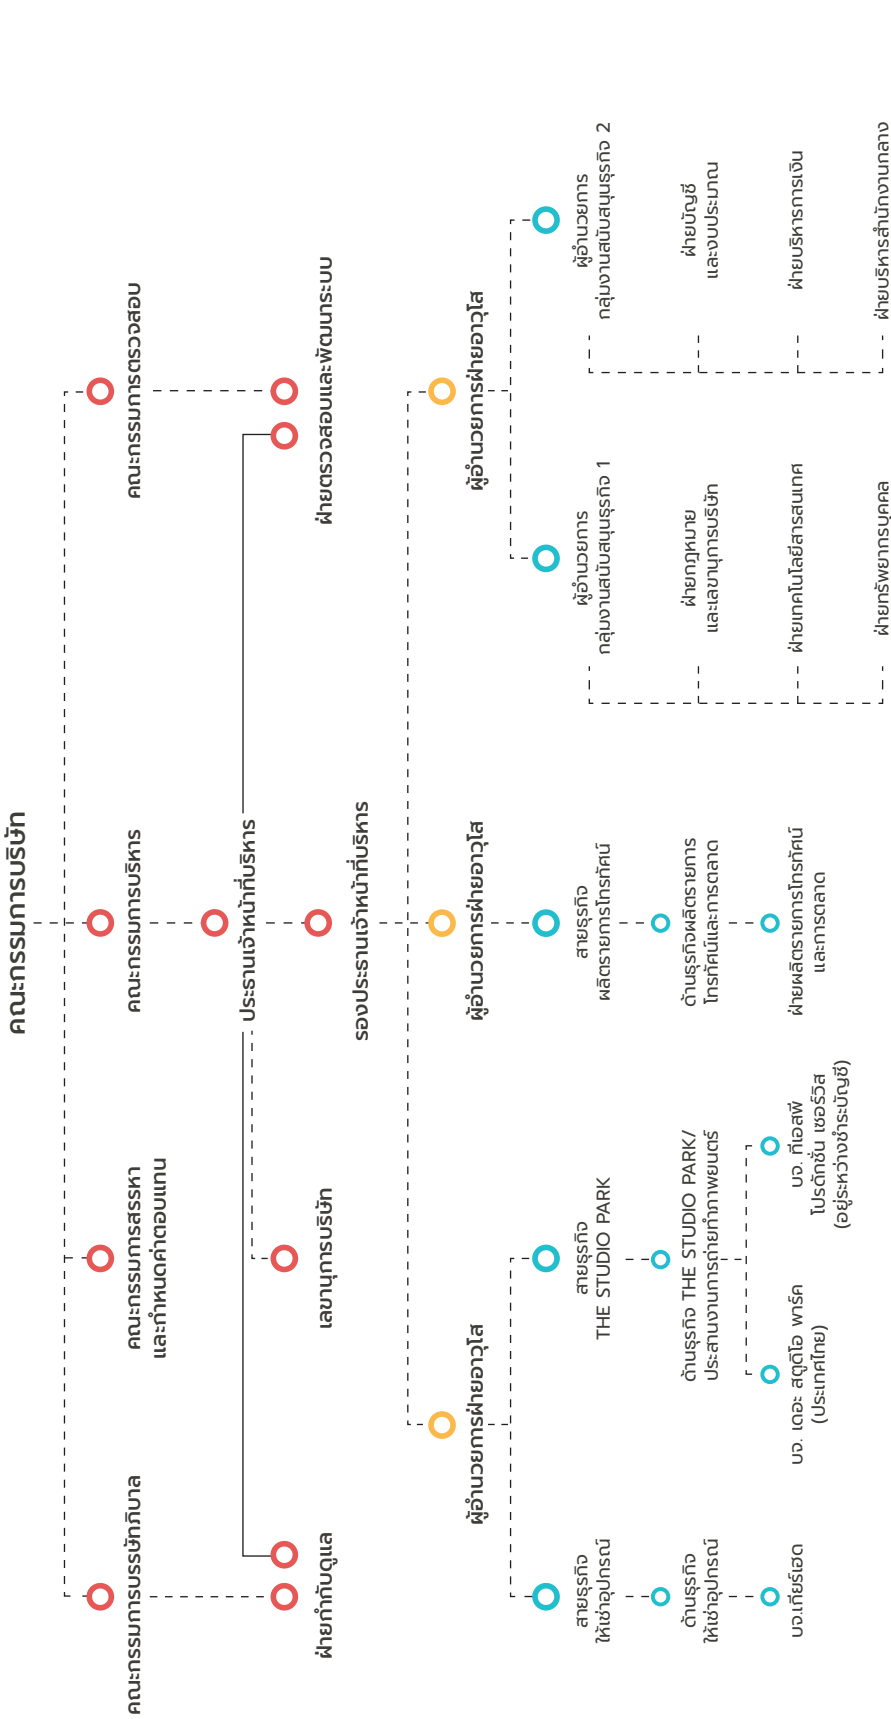 คณะกรรมการบริษัท
คณะกรรมการบรรษัทภิบาล
คณะกรรมการสรรหา
และกำหนดค่าตอบแทน
คณะกรรมการบริหาร
คณะกรรมการตรวจสอบ
ประธานเจ้าหน้าที่บริหาร
ฝ่ายกำกับดูแล
เลขานุการบริษัท
ฝ่ายตรวจสอบและพัฒนาระบบ
รองประธานเจ้าหน้าที่บริหาร
ผู้อำนวยการฝ่ายอาวุโส
ผู้อำนวยการฝ่ายอาวุโส
ผู้อำนวยการฝ่ายอาวุโส
สายธุรกิจ
ให้เช่าอุปกรณ์
สายธุรกิจ
THE STUDIO PARK
สายธุรกิจ
ผลิตรายการโทรทัศน์
ผู้อำนวยการ
กลุ่มงานสนับสนุนธุรกิจ 1
ผู้อำนวยการ
กลุ่มงานสนับสนุนธุรกิจ 2
ด้านธุรกิจ
ให้เช่าอุปกรณ์
ด้านธุรกิจ THE STUDIO PARK/
ประสานงานการถ่ายทำภาพยนตร์
ด้านธุรกิจผลิตรายการ
โทรทัศน์และการตลาด
ฝ่ายกฎหมาย
และเลขานุการบริษัท
ฝ่ายบัญชี
และงบประมาณ
บจ.เกียร์เฮด
บจ. เดอะ สตูดิโอ พาร์ค
(ประเทศไทย)
บจ. ทีเอสพี
โปรดักชั่น เซอร์วิส
(อยู่ระหว่างชำระบัญชี)
ฝ่ายผลิตรายการโทรทัศน์
และการตลาด
ฝ่ายเทคโนโลยีสารสนเทศ
ฝ่ายบริหารการเงิน
ฝ่ายทรัพยากรบุคคล
ฝ่ายบริหารสำนักงานกลาง